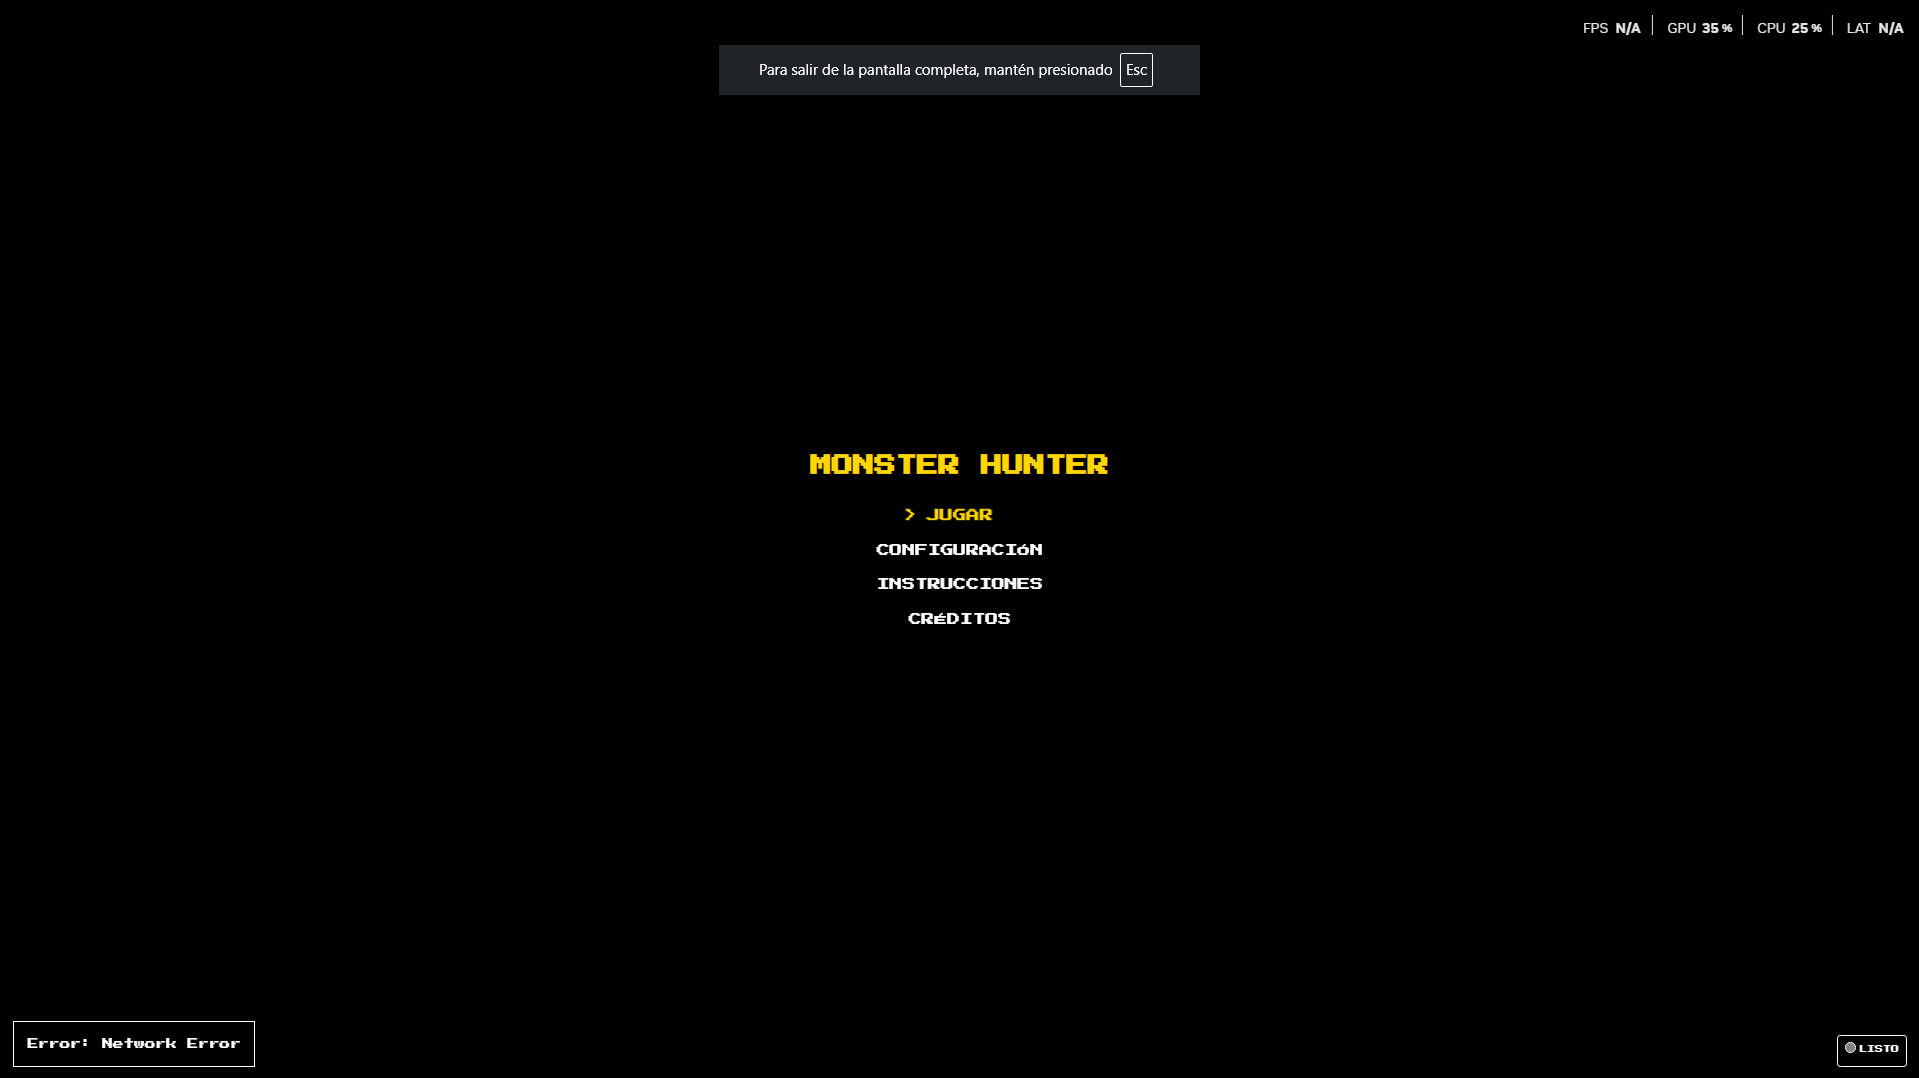 FPS N/A | GPU 35 % | CPU 25 % | LAT N/A
Para salir de la pantalla completa, mantén presionado Esc
MONSTER HUNTER
> JUGAR
CONFIGURACIóN
INSTRUCCIONES
CRÉDITOS
Error: Network Error
LISTO